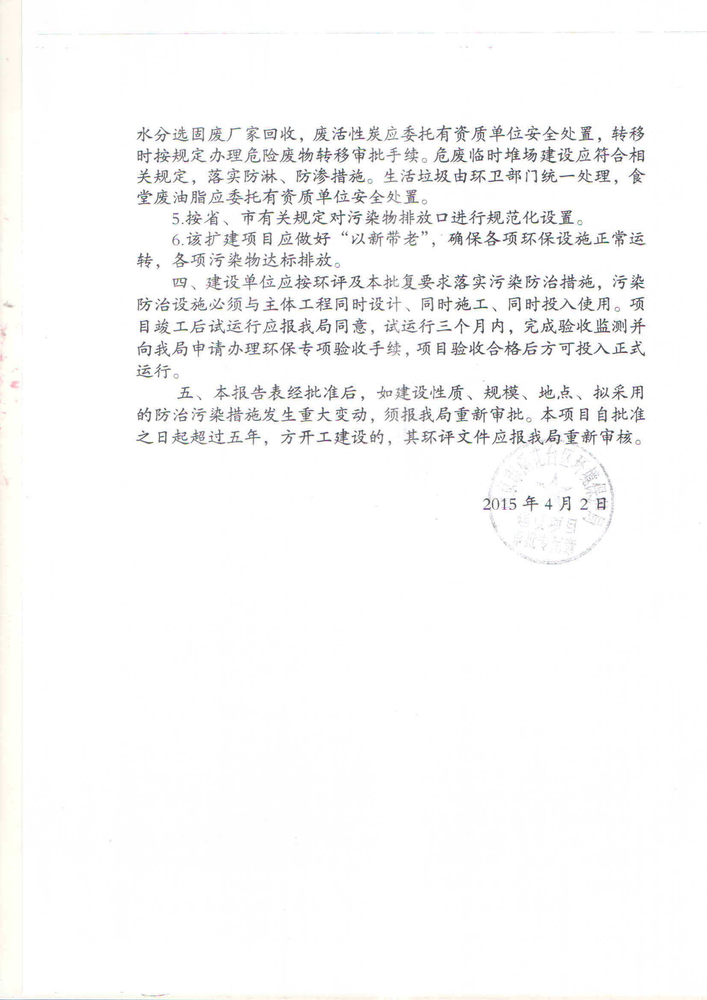 水分选固废厂家回收，废活性炭应委托有资质单位安全处置，转移
时按规定办理危险废物转移审批手续。危废临时堆场建设应符合相
关规定，落实防淋、防渗措施。生活垃圾由环卫部门统一处理，食
堂废油脂应委托有资质单位安全处置。
5.按省、市有关规定对污染物排放口进行规范化设置。
6.该扩建项目应做好“以新带老”，确保各项环保设施正常运
转，各项污染物达标排放。
四、建设单位应按环评及本批复要求落实污染防治措施，污染
防治设施必须与主体工程同时设计、同时施工、同时投入使用。项
目竣工后试运行应报我局同意，试运行三个月内，完成验收监测并
向我局申请办理环保专项验收手续，项目验收合格后方可投入正式
运行。
五、本报告表经批准后，如建设性质、规模、地点、拟采用
的防治污染措施发生重大变动，须报我局重新审批。本项目自批准
之日起超过五年，方开工建设的，其环评文件应报我局重新审核。
区环境保护局
2015年4月2日
项目
专用章